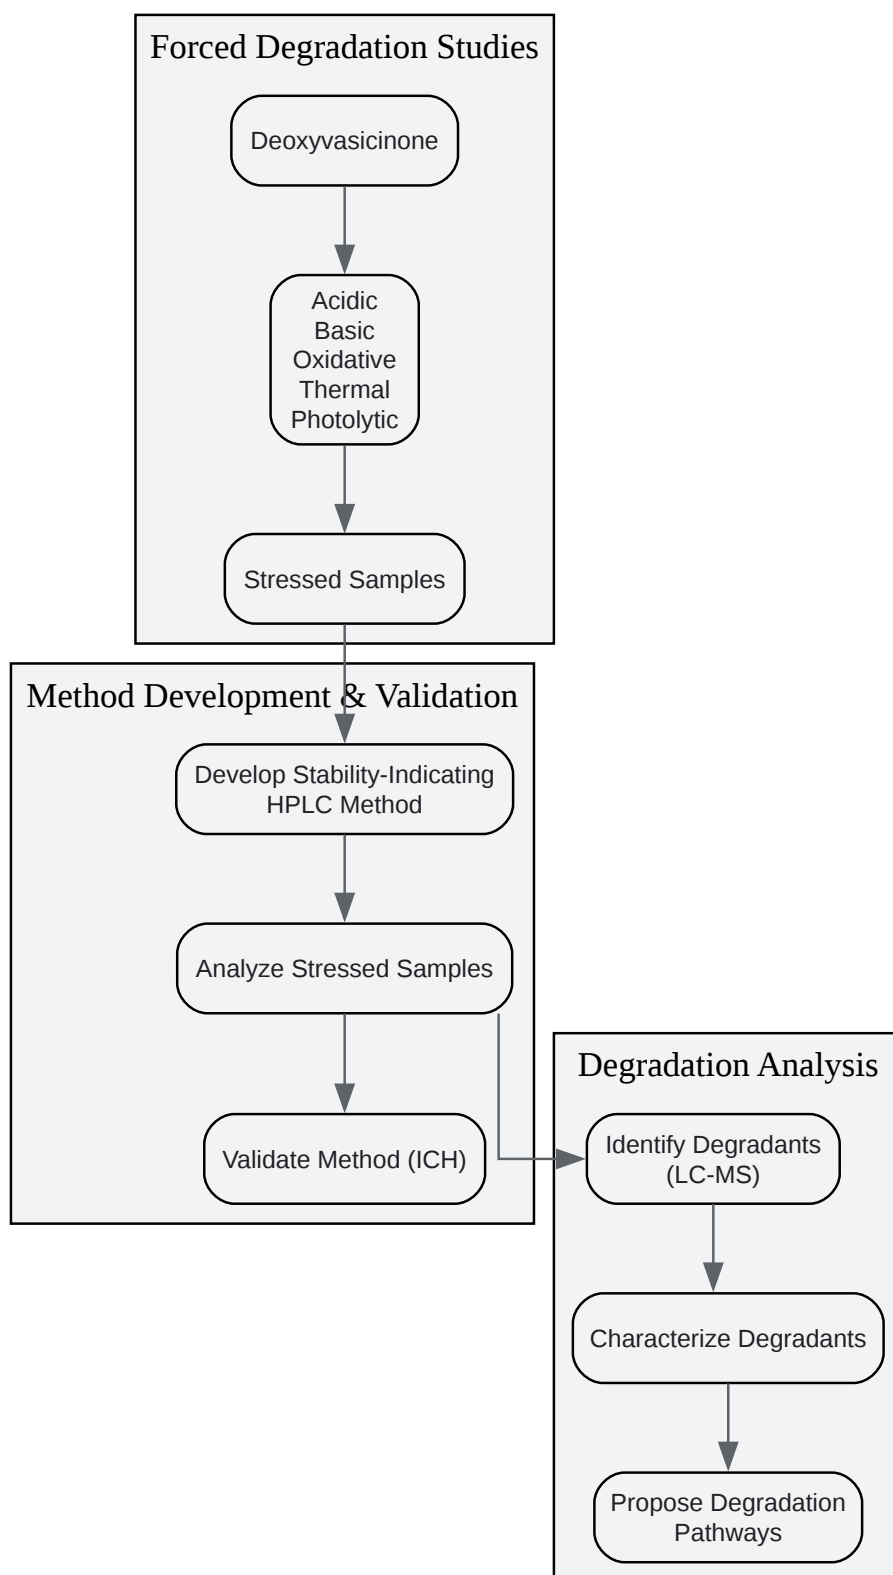 Forced Degradation Studies
Deoxyvasicinone
Acidic
Basic
Oxidative
Thermal
Photolytic
Stressed Samples
Method Development & Validation
Develop Stability-Indicating
HPLC Method
Analyze Stressed Samples
Validate Method (ICH)
Degradation Analysis
Identify Degradants
(LC-MS)
Characterize Degradants
Propose Degradation
Pathways